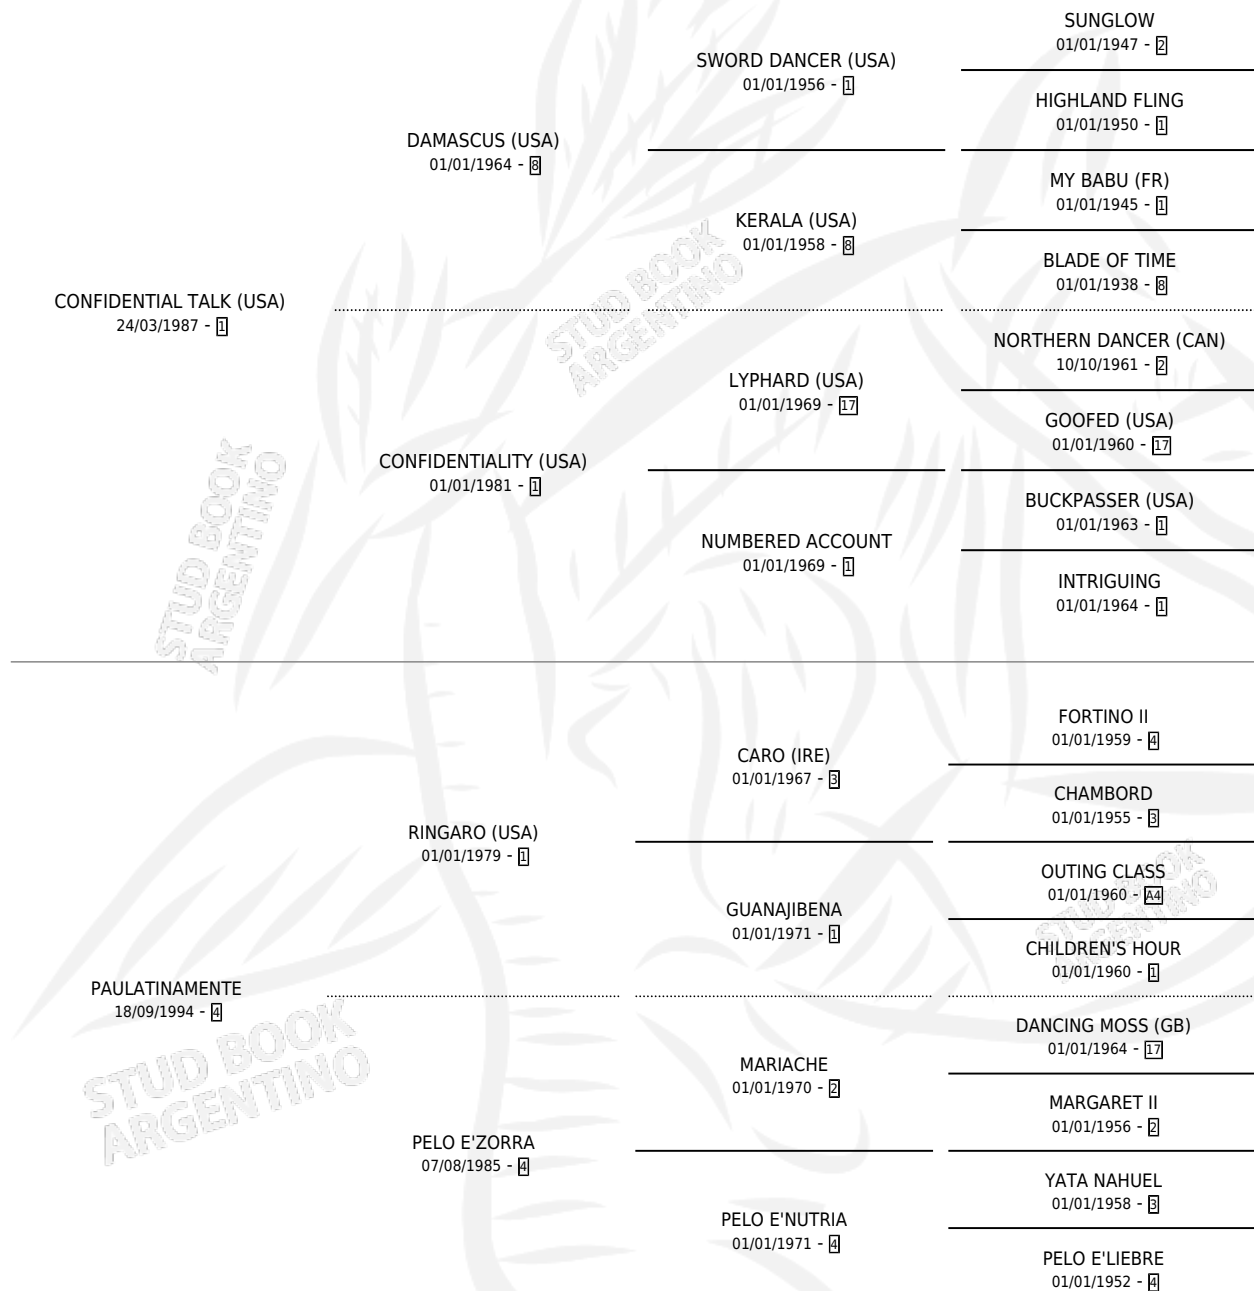 SUNGLOW
01/01/1947 - 2
SWORD DANCER (USA)
01/01/1956 - 1
HIGHLAND FLING
01/01/1950 - 1
DAMASCUS (USA)
01/01/1964 - 8
MY BABU (FR)
01/01/1945 - 1
KERALA (USA)
01/01/1958 - 8
BLADE OF TIME
01/01/1938 - 8
CONFIDENTIAL TALK (USA)
24/03/1987 - 1
NORTHERN DANCER (CAN)
10/10/1961 - 2
LYPHARD (USA)
01/01/1969 - 17
GOOFED (USA)
01/01/1960 - 17
CONFIDENTIALITY (USA)
01/01/1981 - 1
BUCKPASSER (USA)
01/01/1963 - 1
NUMBERED ACCOUNT
01/01/1969 - 1
INTRIGUING
01/01/1964 - 1
FORTINO II
01/01/1959 - 4
CARO (IRE)
01/01/1967 - 3
CHAMBORD
01/01/1955 - 3
RINGARO (USA)
01/01/1979 - 1
OUTING CLASS
01/01/1960 - A4
GUANAJIBENA
01/01/1971 - 1
CHILDREN'S HOUR
01/01/1960 - 1
PAULATINAMENTE
18/09/1994 - 4
DANCING MOSS (GB)
01/01/1964 - 17
MARIACHE
01/01/1970 - 2
MARGARET II
01/01/1956 - 2
PELO E'ZORRA
07/08/1985 - 4
YATA NAHUEL
01/01/1958 - 3
PELO E'NUTRIA
01/01/1971 - 4
PELO E'LIEBRE
01/01/1952 - 4
STUD BOOK
ARGENTINO
STUD BOOK
ARGENTINO
STUD BOOK
ARGENTINO
STUD BOOK
ARGENTINO